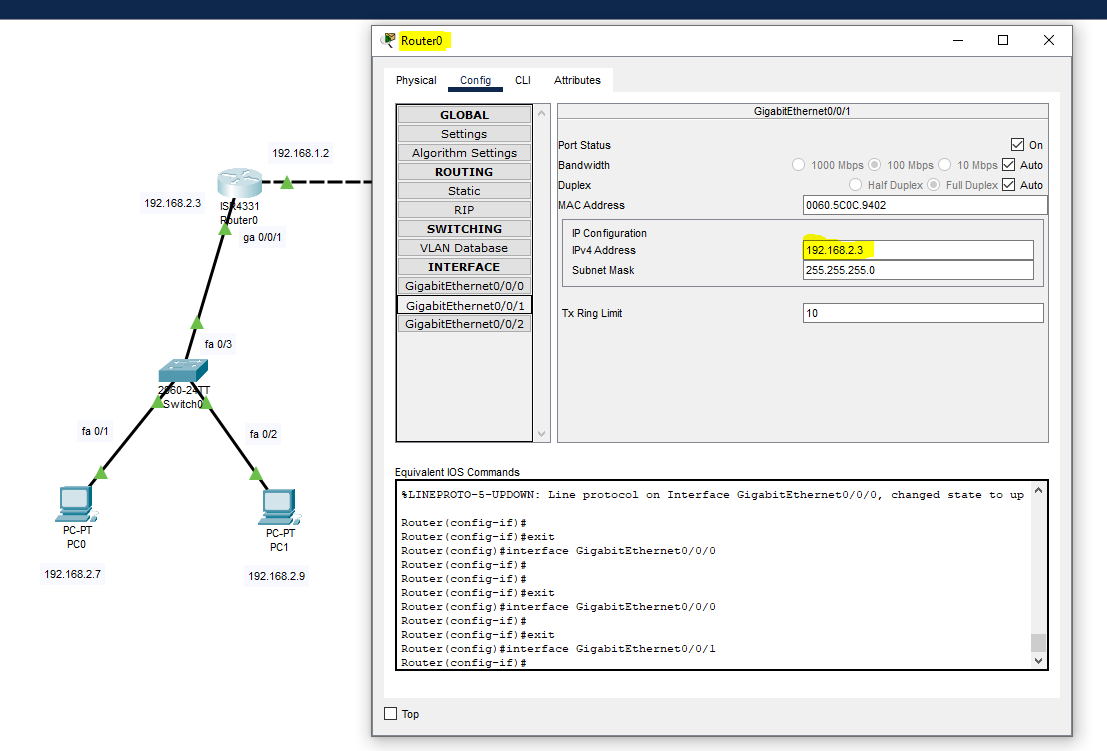 192.168.1.2
192.168.2.3
ISR4331
Router0
ga 0/0/1
fa 0/3
2960-24TT
Switch0
fa 0/1
fa 0/2
PC-PT
PC0
PC-PT
PC1
192.168.2.7
192.168.2.9
Router0
Physical Config CLI Attributes
GLOBAL
Settings
Algorithm Settings
ROUTING
Static
RIP
SWITCHING
VLAN Database
INTERFACE
GigabitEthernet0/0/0
GigabitEthernet0/0/1
GigabitEthernet0/0/2
GigabitEthernet0/0/1
Port Status On
Bandwidth 1000 Mbps 100 Mbps 10 Mbps Auto
Duplex Half Duplex Full Duplex Auto
MAC Address 0060.5C0C.9402
IP Configuration
IPv4 Address 192.168.2.3
Subnet Mask 255.255.255.0
Tx Ring Limit 10
Equivalent IOS Commands
%LINEPROTO-5-UPDOWN: Line protocol on Interface GigabitEthernet0/0/0, changed state to up
Router(config-if)#
Router(config-if)#exit
Router(config)#interface GigabitEthernet0/0/0
Router(config-if)#
Router(config-if)#
Router(config-if)#exit
Router(config)#interface GigabitEthernet0/0/0
Router(config-if)#
Router(config-if)#exit
Router(config)#interface GigabitEthernet0/0/1
Router(config-if)#
Top